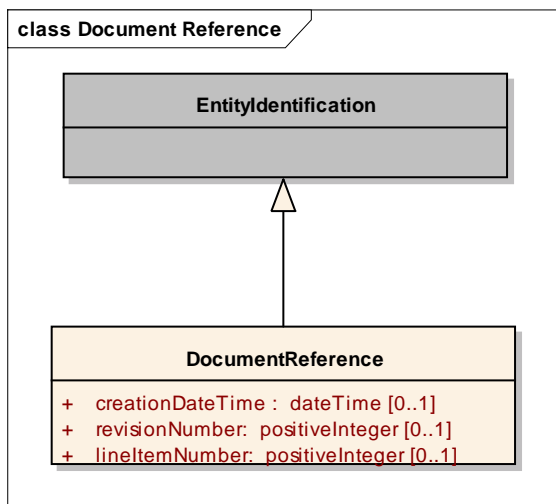 class Document Reference
EntityIdentification
DocumentReference
+ creationDateTime : dateTime [0..1]
+ revisionNumber: positiveInteger [0..1]
+ lineItemNumber: positiveInteger [0..1]